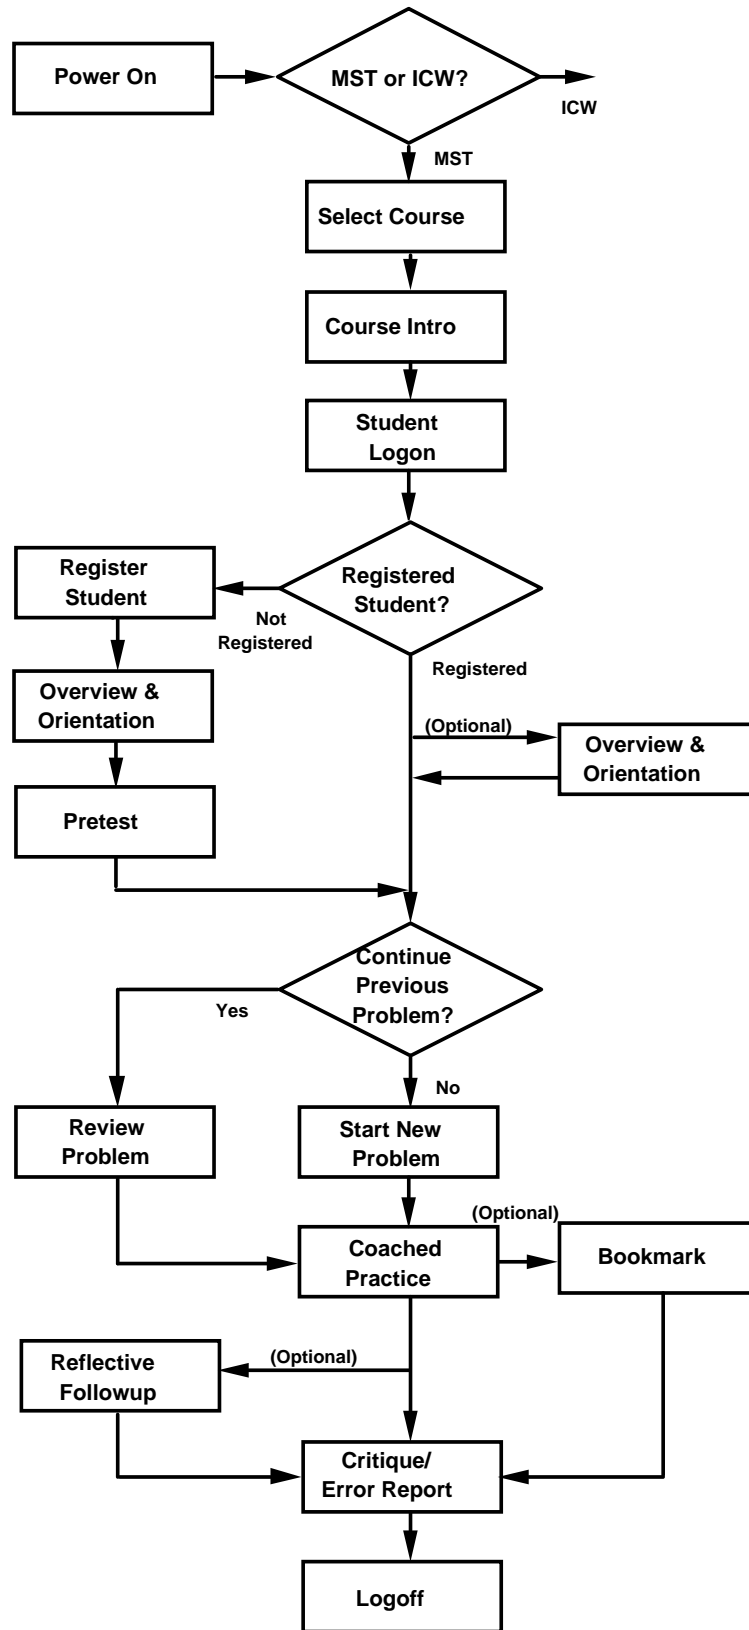 Power On
MST or ICW?
ICW
MST
Select Course
Course Intro
Student
Logon
Register
Student
Registered
Student?
Not
Registered
Registered
Overview &
Orientation
(Optional)
Overview &
Orientation
Pretest
Continue
Previous
Problem?
Yes
No
Review
Problem
Start New
Problem
(Optional)
Coached
Practice
Bookmark
Reflective
Followup
(Optional)
Critique/
Error Report
Logoff